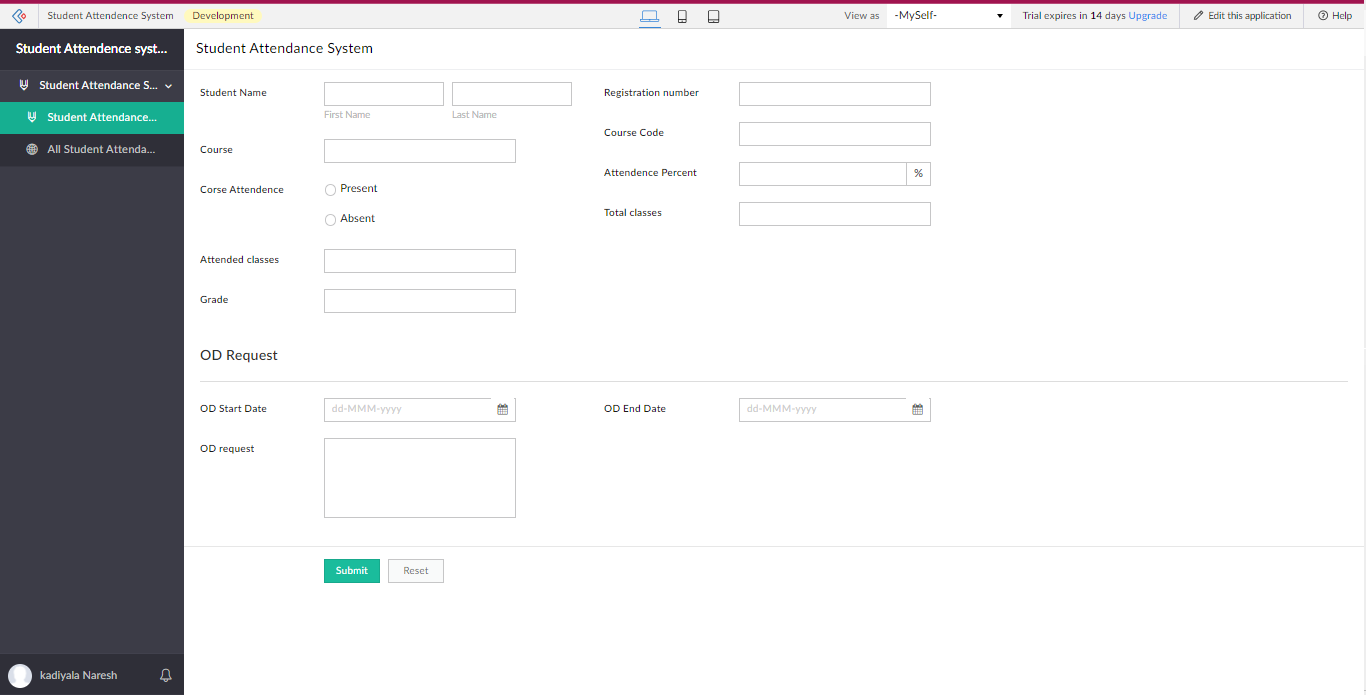 Student Attendence System Development View as -MySelf- Trial expires in 14 days Upgrade Edit this application Help
Student Attendence syst...
Student Attendance S...
Student Attendance...
All Student Attenda...
kadiyala Naresh
Student Attendance System
Student Name
First Name
Last Name
Registration number
Course
Course Code
Corse Attendence
Present
Absent
Attendence Percent %
Total classes
Attended classes
Grade
OD Request
OD Start Date dd-MMM-yyyy
OD End Date dd-MMM-yyyy
OD request
Submit Reset